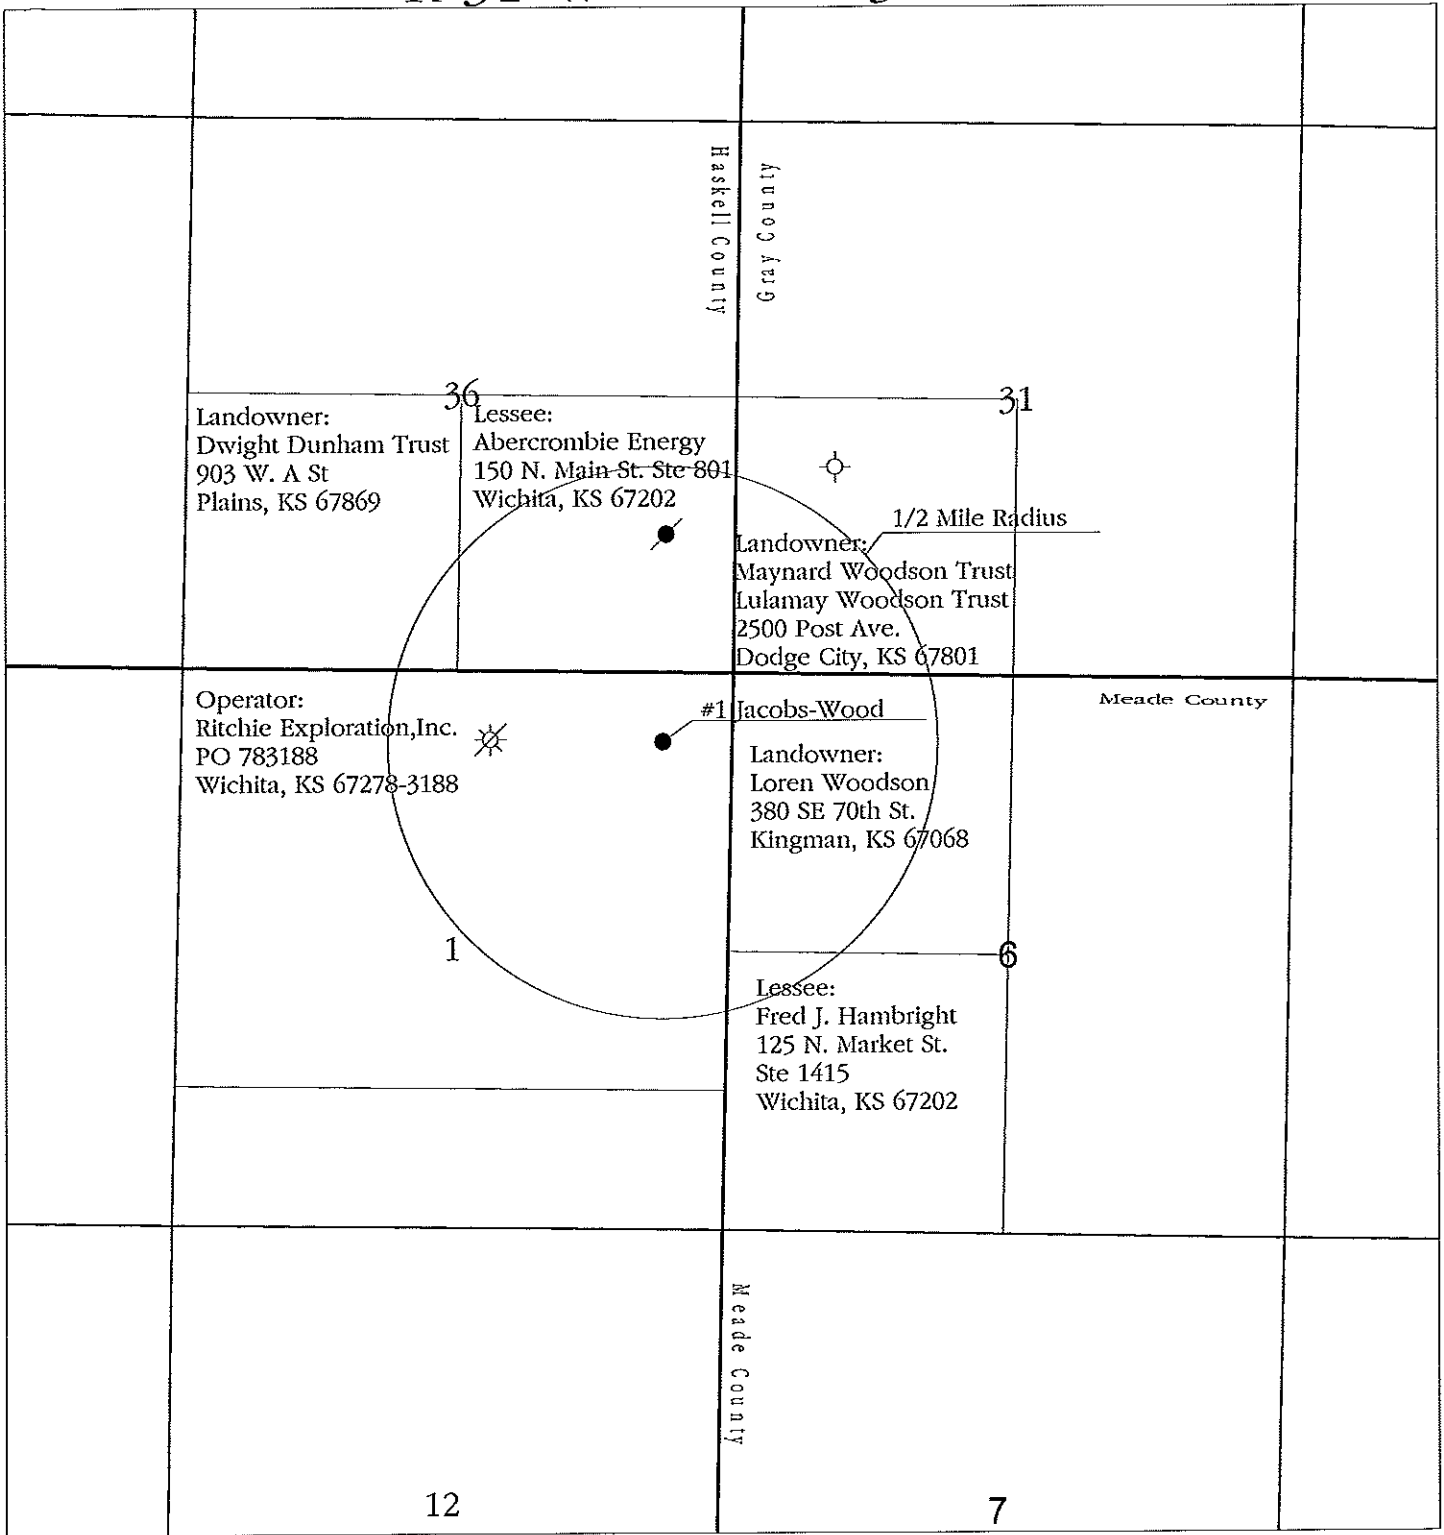 Haskell County
Gray County
36
31
Landowner:
Dwight Dunham Trust
903 W. A St
Plains, KS 67869
Lessee:
Abercrombie Energy
150 N. Main St. Ste 801
Wichita, KS 67202
1/2 Mile Radius
Landowner:
Maynard Woodson Trust
Lulamay Woodson Trust
2500 Post Ave.
Dodge City, KS 67801
Operator:
Ritchie Exploration,Inc.
PO 783188
Wichita, KS 67278-3188
#1 Jacobs-Wood
Meade County
Landowner:
Loren Woodson
380 SE 70th St.
Kingman, KS 67068
1
6
Lessee:
Fred J. Hambright
125 N. Market St.
Ste 1415
Wichita, KS 67202
Meade County
12
7